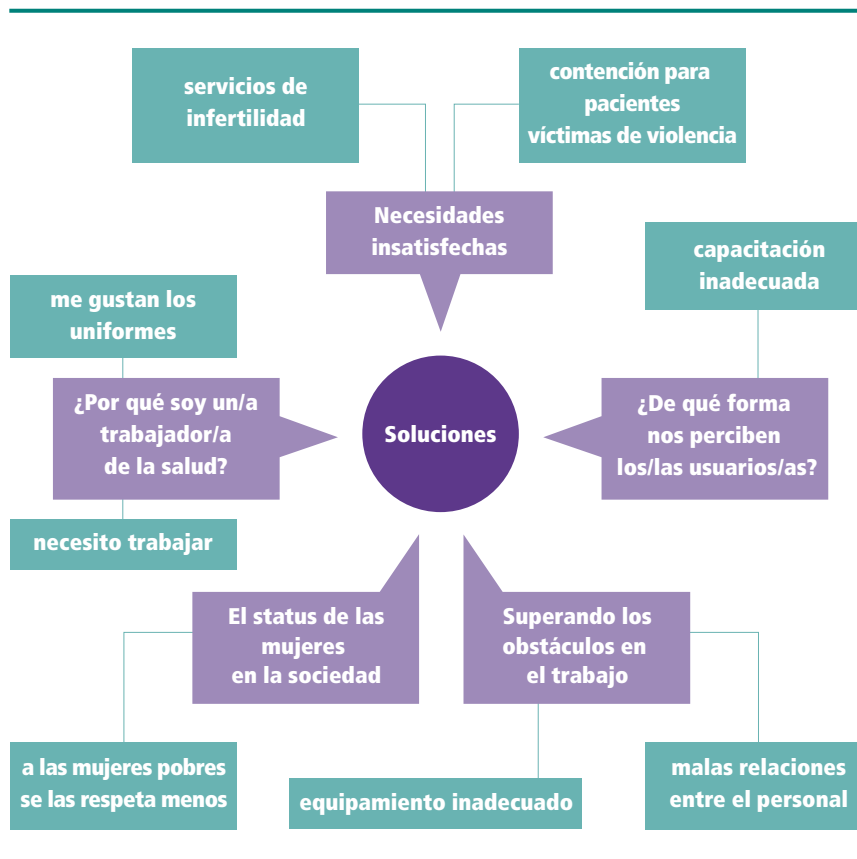 servicios de
infertilidad
contención para
pacientes
víctimas de violencia
Necesidades
insatisfechas
capacitación
inadecuada
me gustan los
uniformes
¿Por qué soy un/a
trabajador/a
de la salud?
Soluciones
¿De qué forma
nos perciben
los/las usuarios/as?
necesito trabajar
El status de las
mujeres
en la sociedad
Superando los
obstáculos en
el trabajo
a las mujeres pobres
se las respeta menos
equipamiento inadecuado
malas relaciones
entre el personal